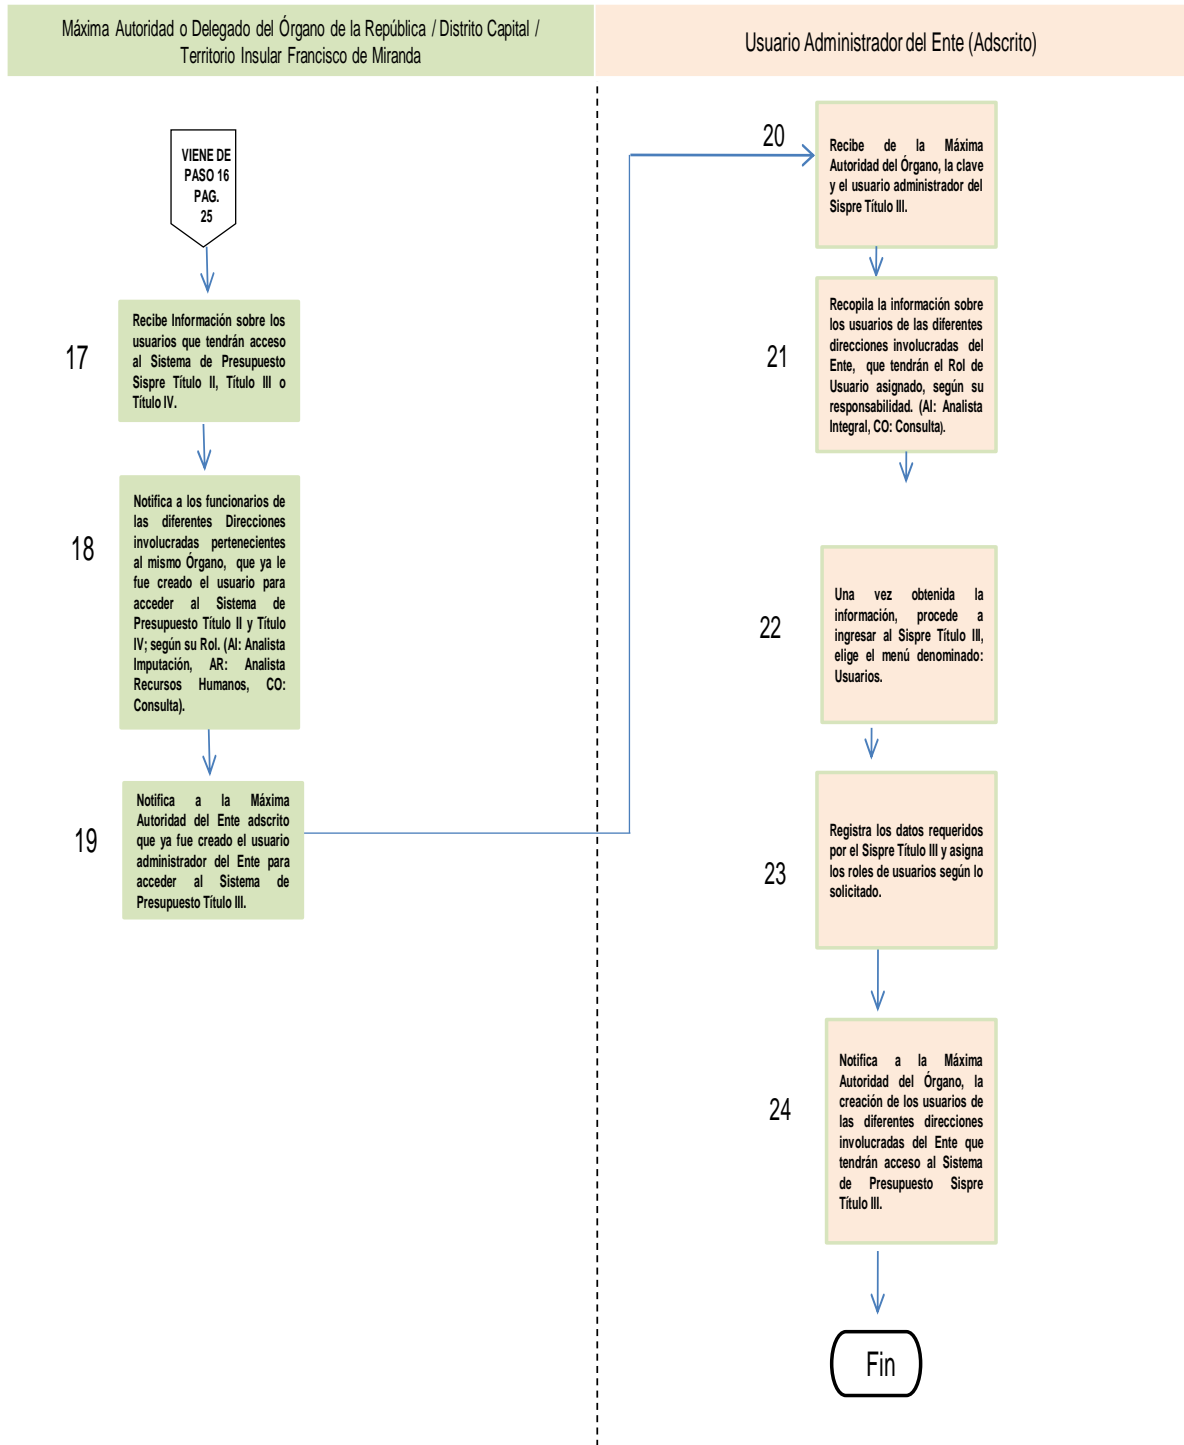 Máxima Autoridad o Delegado del Órgano de la República / Distrito Capital /
Territorio Insular Francisco de Miranda
Usuario Administrador del Ente (Adscrito)
VIENE DE
PASO 16
PAG.
25
17
Recibe Información sobre los
usuarios que tendrán acceso
al Sistema de Presupuesto
Sispre Título II, Título III o
Título IV.
18
Notifica a los funcionarios de
las diferentes Direcciones
involucradas pertenecientes
al mismo Órgano, que ya le
fue creado el usuario para
acceder al Sistema de
Presupuesto Título II y Título
IV; según su Rol. (AI: Analista
Imputación, AR: Analista
Recursos Humanos, CO:
Consulta).
19
Notifica a la Máxima
Autoridad del Ente adscrito
que ya fue creado el usuario
administrador del Ente para
acceder al Sistema de
Presupuesto Título III.
20
Recibe de la Máxima
Autoridad del Órgano, la clave
y el usuario administrador del
Sispre Título III.
21
Recopila la información sobre
los usuarios de las diferentes
direcciones involucradas del
Ente, que tendrán el Rol de
Usuario asignado, según su
responsabilidad. (AI: Analista
Integral, CO: Consulta).
22
Una vez obtenida la
información, procede a
ingresar al Sispre Título III,
elige el menú denominado:
Usuarios.
23
Registra los datos requeridos
por el Sispre Título III y asigna
los roles de usuarios según lo
solicitado.
24
Notifica a la Máxima
Autoridad del Órgano, la
creación de los usuarios de
las diferentes direcciones
involucradas del Ente que
tendrán acceso al Sistema
de Presupuesto Sispre
Título III.
Fin